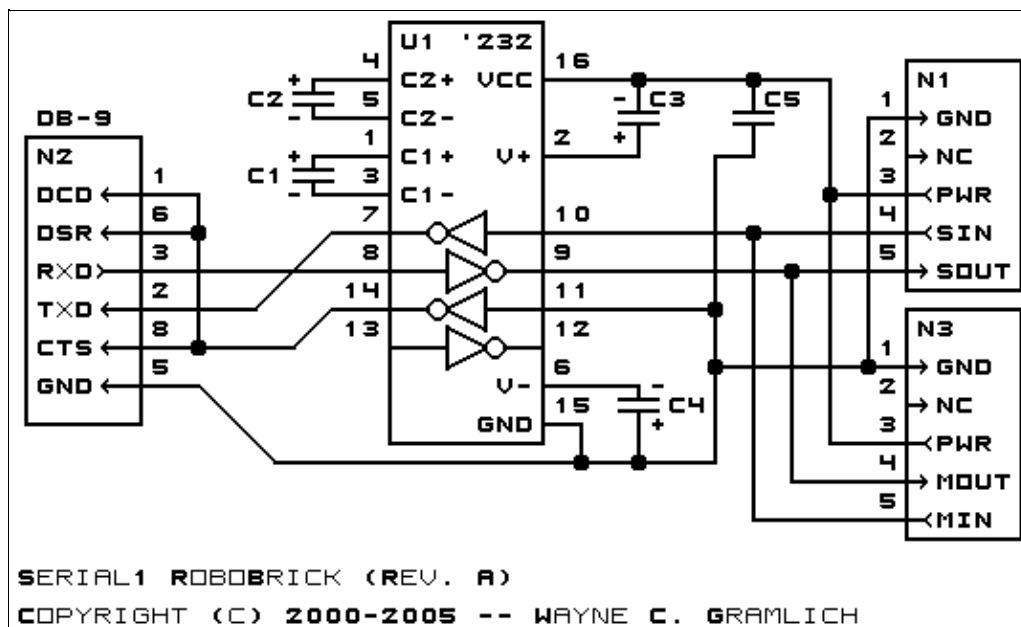 U1 '232
4 C2+ VCC 16
C2 + - 5 C2-
1 C1+ V+ 2
C1 + - 3 C1-
- C3 +
C5
7 10
8 9
14 11
13 12
V- 6
GND 15
- C4 +
DB-9
N2
DCD 1
DSR 6
RXD 3
TXD 2
CTS 8
GND 5
N1
1 GND
2 NC
3 PWR
4 SIN
5 SOUT
N3
1 GND
2 NC
3 PWR
4 MOUT
5 MIN
SERIAL1 ROBOBRICK (REV. A)
COPYRIGHT (C) 2000-2005 -- WAYNE C. GRAMLICH